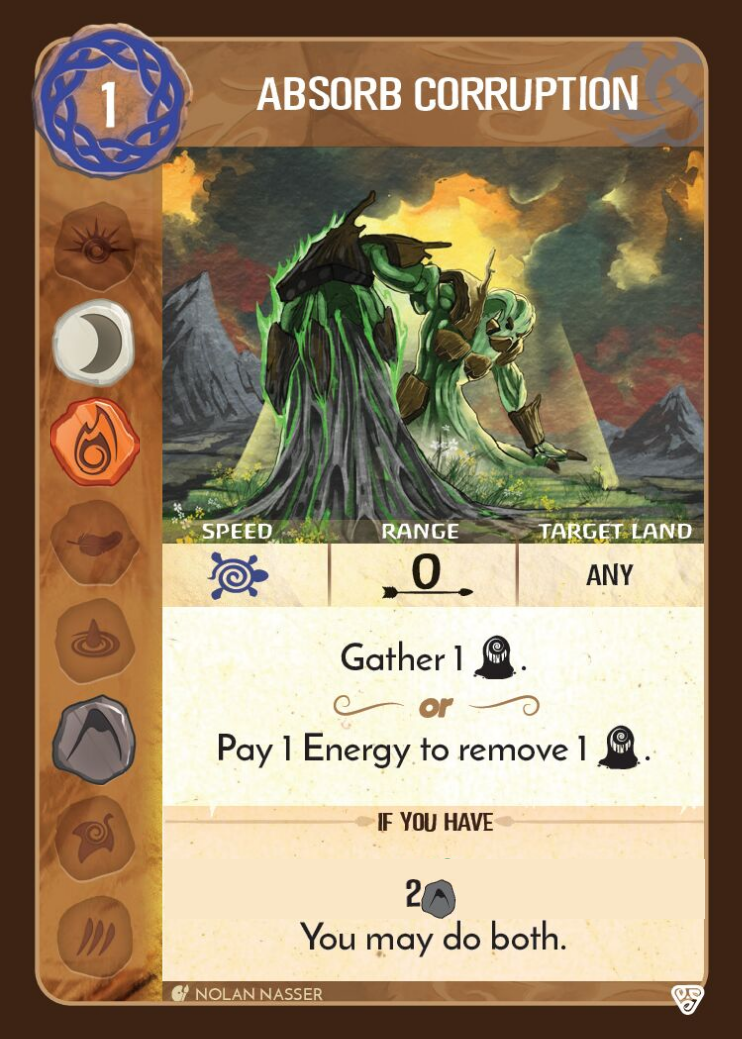 1
ABSORB CORRUPTION
SPEED RANGE TARGET LAND
0 ANY
Gather 1 .
or
Pay 1 Energy to remove 1 .
IF YOU HAVE
2
You may do both.
NOLAN NASSER